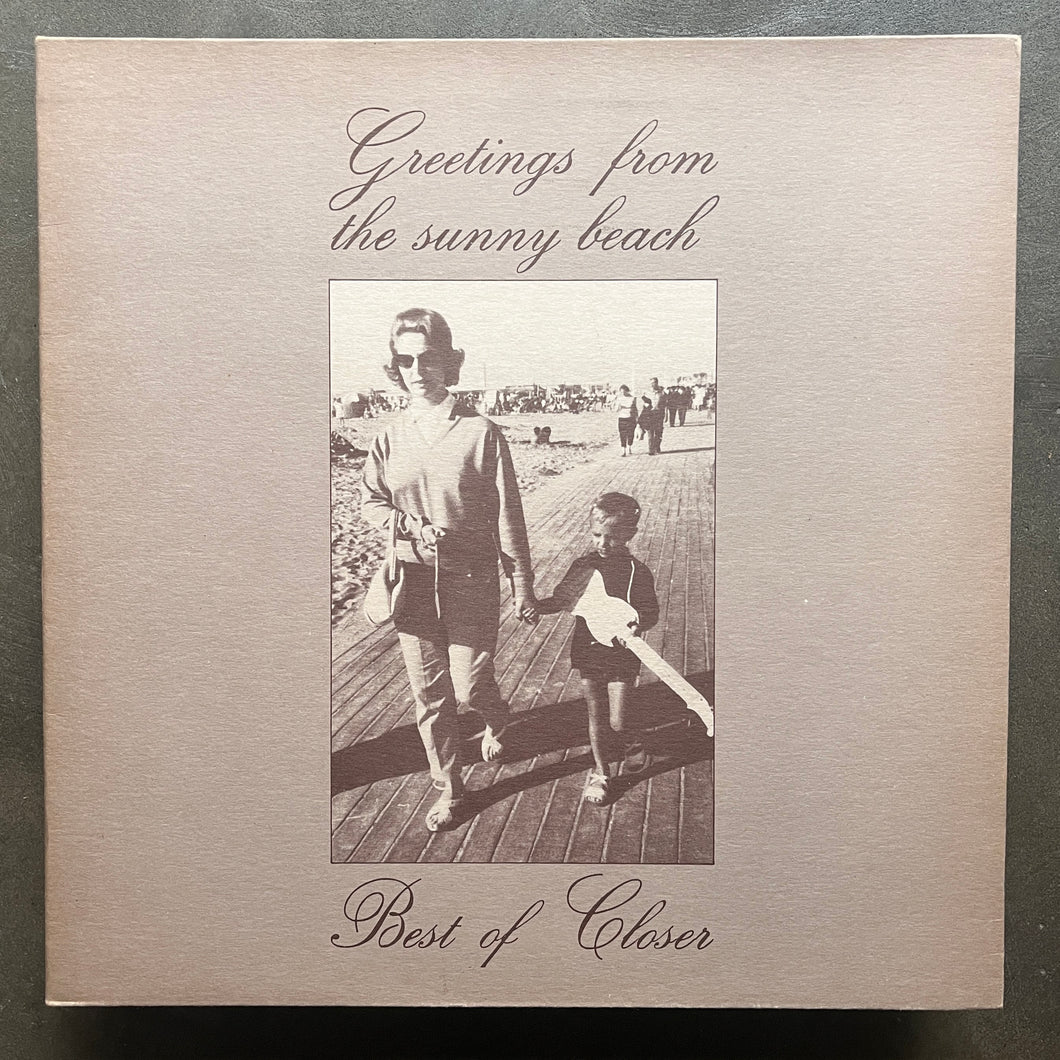 Greetings from
the sunny beach
Best of Closer